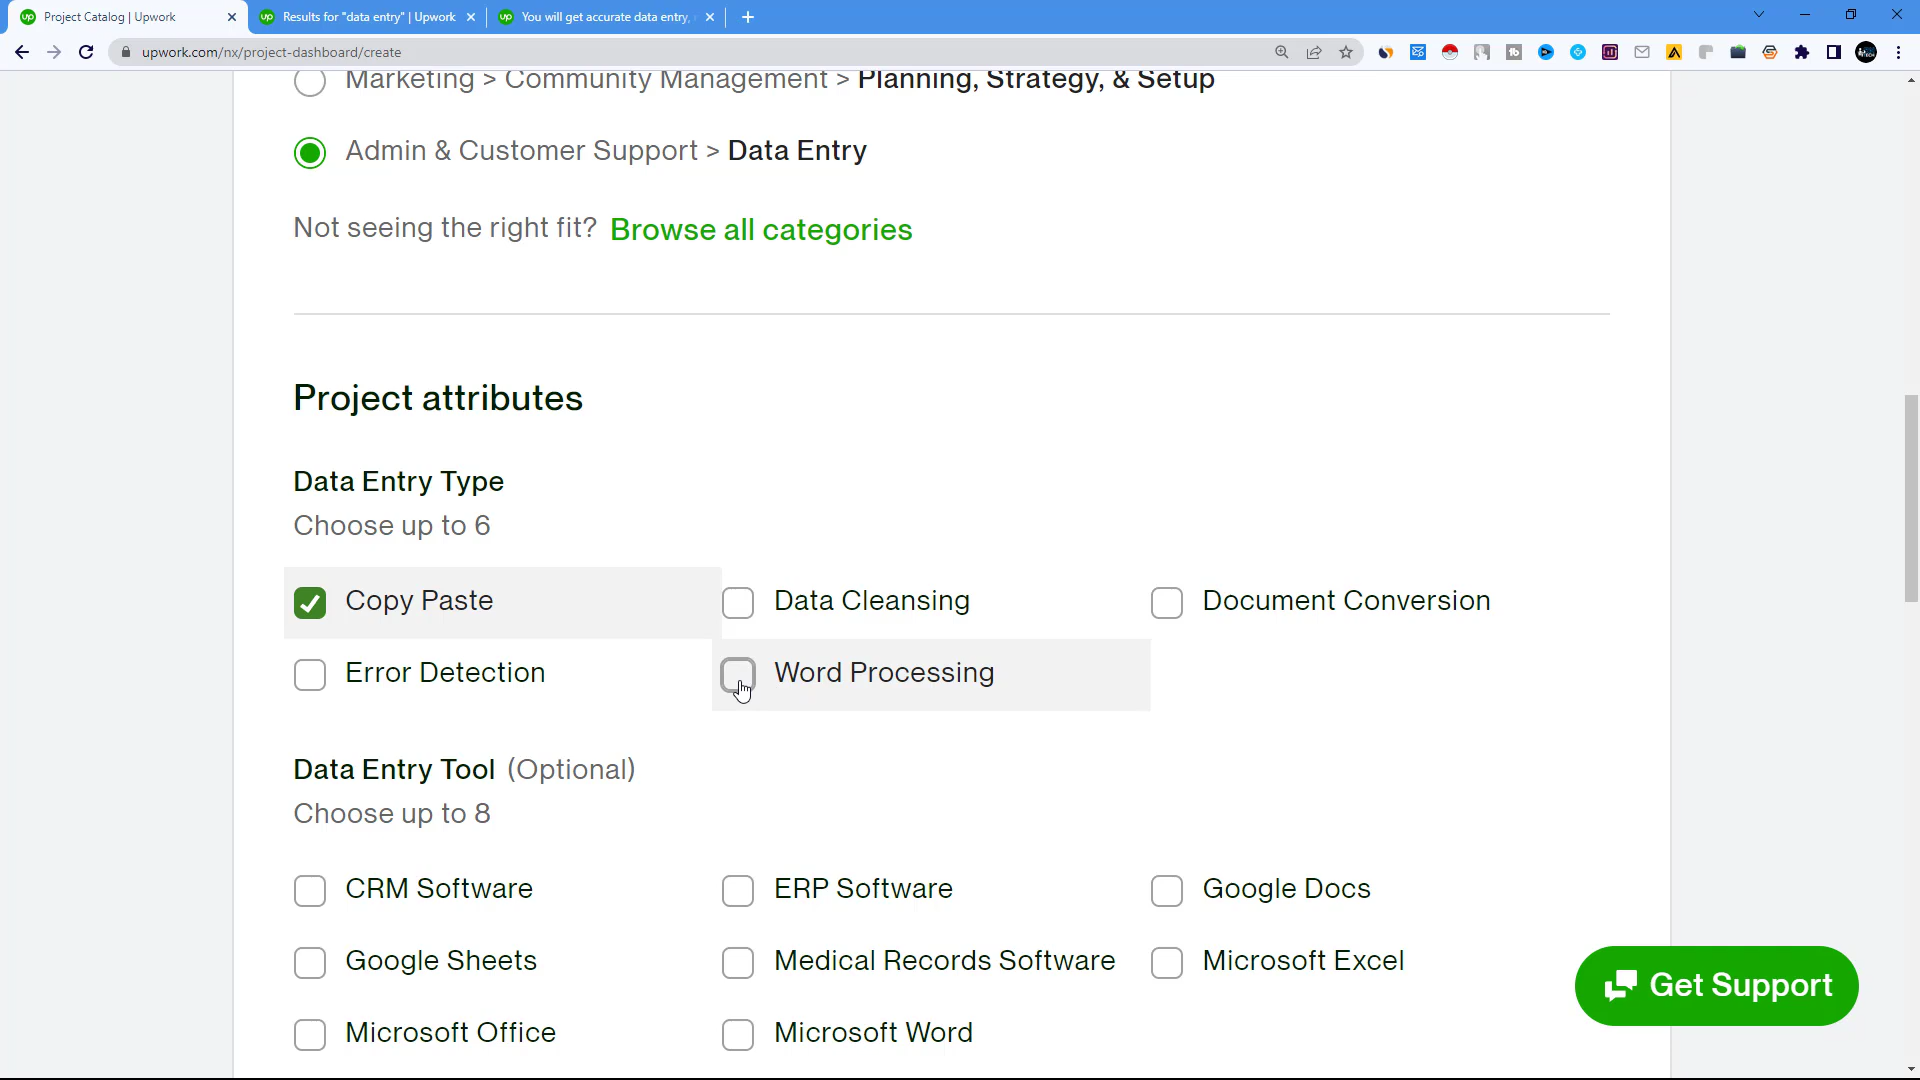 Project Catalog | Upwork
Results for "data entry" | Upwork
You will get accurate data entry,
upwork.com/nx/project-dashboard/create
Marketing > Community Management > Planning, Strategy, & Setup
Admin & Customer Support > Data Entry
Not seeing the right fit? Browse all categories
Project attributes
Data Entry Type
Choose up to 6
Copy Paste
Data Cleansing
Document Conversion
Error Detection
Word Processing
Data Entry Tool (Optional)
Choose up to 8
CRM Software
ERP Software
Google Docs
Google Sheets
Medical Records Software
Microsoft Excel
Microsoft Office
Microsoft Word
Get Support